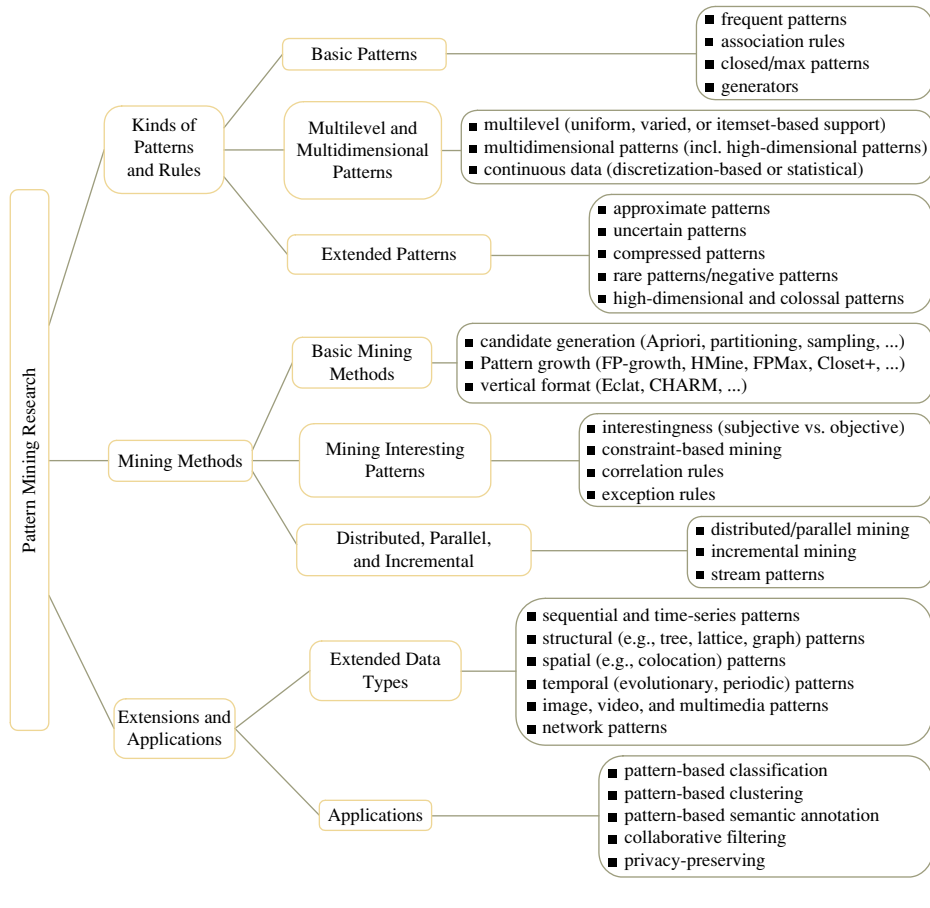 Pattern Mining Research
Kinds of
Patterns
and Rules
Basic Patterns
frequent patterns
association rules
closed/max patterns
generators
Multilevel and
Multidimensional
Patterns
multilevel (uniform, varied, or itemset-based support)
multidimensional patterns (incl. high-dimensional patterns)
continuous data (discretization-based or statistical)
Extended Patterns
approximate patterns
uncertain patterns
compressed patterns
rare patterns/negative patterns
high-dimensional and colossal patterns
Mining Methods
Basic Mining
Methods
candidate generation (Apriori, partitioning, sampling, ...)
Pattern growth (FP-growth, HMine, FPMax, Closet+, ...)
vertical format (Eclat, CHARM, ...)
Mining Interesting
Patterns
interestingness (subjective vs. objective)
constraint-based mining
correlation rules
exception rules
Distributed, Parallel,
and Incremental
distributed/parallel mining
incremental mining
stream patterns
Extensions and
Applications
Extended Data
Types
sequential and time-series patterns
structural (e.g., tree, lattice, graph) patterns
spatial (e.g., colocation) patterns
temporal (evolutionary, periodic) patterns
image, video, and multimedia patterns
network patterns
Applications
pattern-based classification
pattern-based clustering
pattern-based semantic annotation
collaborative filtering
privacy-preserving